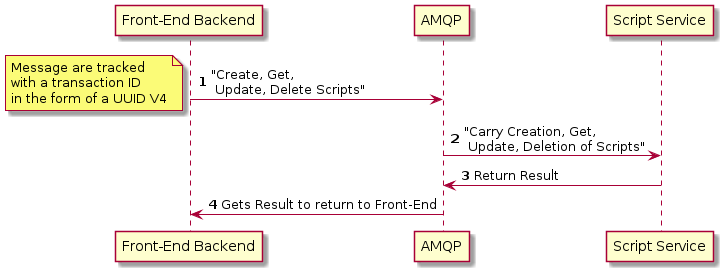 Front-End Backend
AMQP
Script Service
Message are tracked
with a transaction ID
in the form of a UUID V4
1 "Create, Get,
Update, Delete Scripts"
2 "Carry Creation, Get,
Update, Deletion of Scripts"
3 Return Result
4 Gets Result to return to Front-End
Front-End Backend
AMQP
Script Service